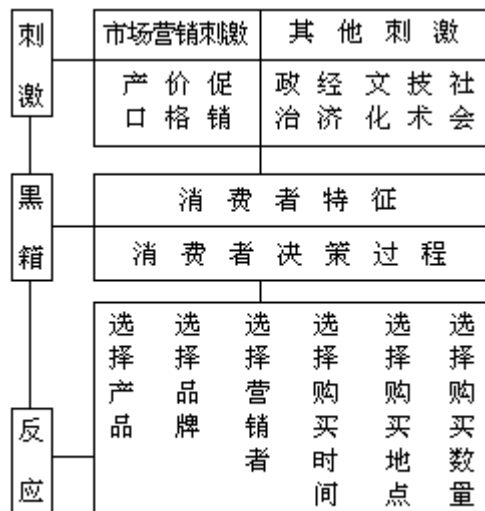 刺激
市场营销刺激
其他刺激
产口
价格
促销
政治
经济
文化
技术
社会
黑箱
消费者特征
消费者决策过程
反应
选择产品
选择品牌
选择营销者
选择购买时间
选择购买地点
选择购买数量